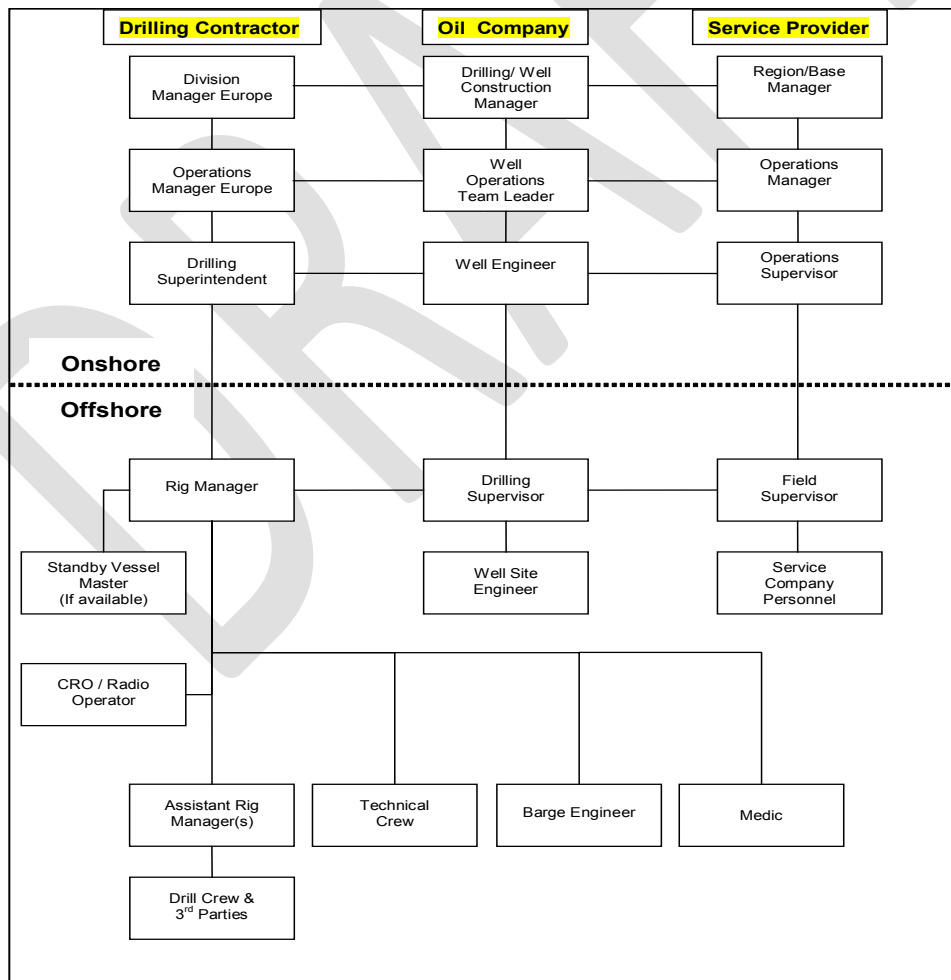 DRAFT
Drilling Contractor
Oil Company
Service Provider
Division
Manager Europe
Drilling/ Well
Construction
Manager
Region/Base
Manager
Operations
Manager Europe
Well
Operations
Team Leader
Operations
Manager
Drilling
Superintendent
Well Engineer
Operations
Supervisor
Onshore
Offshore
Rig Manager
Drilling
Supervisor
Field
Supervisor
Standby Vessel
Master
(If available)
Well Site
Engineer
Service
Company
Personnel
CRO / Radio
Operator
Assistant Rig
Manager(s)
Technical
Crew
Barge Engineer
Medic
Drill Crew &
3rd Parties